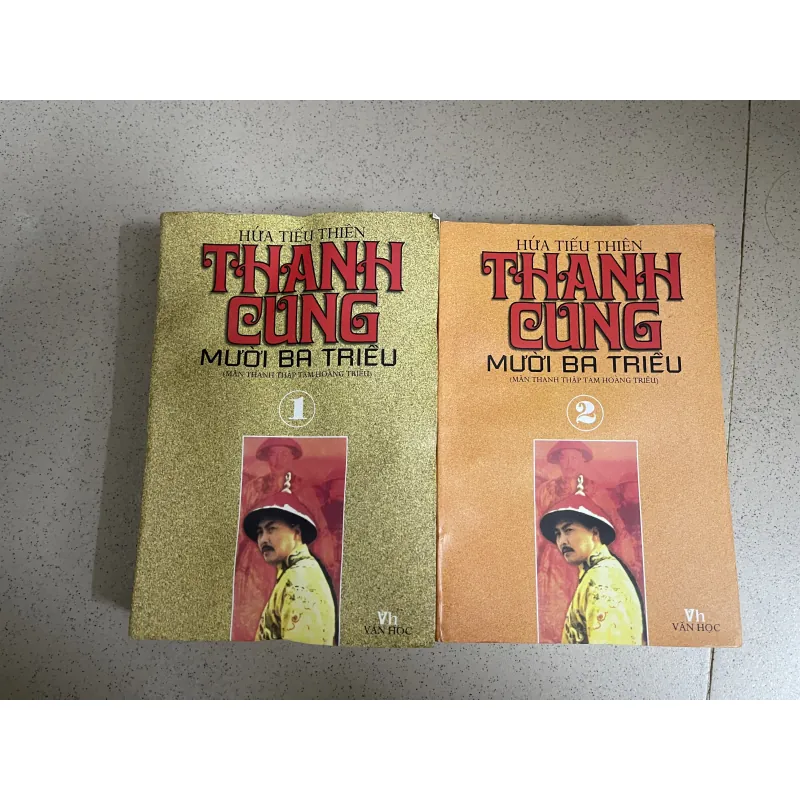 HỨA TIẾU THIÊN
THANH
CUNG
MƯỜI BA TRIỀU
(MÃN THANH THẬP TAM HOÀNG TRIỀU)
1
Vh
VĂN HỌC
HỨA TIẾU THIÊN
THANH
CUNG
MƯỜI BA TRIỀU
(MÃN THANH THẬP TAM HOÀNG TRIỀU)
2
Vh
VĂN HỌC